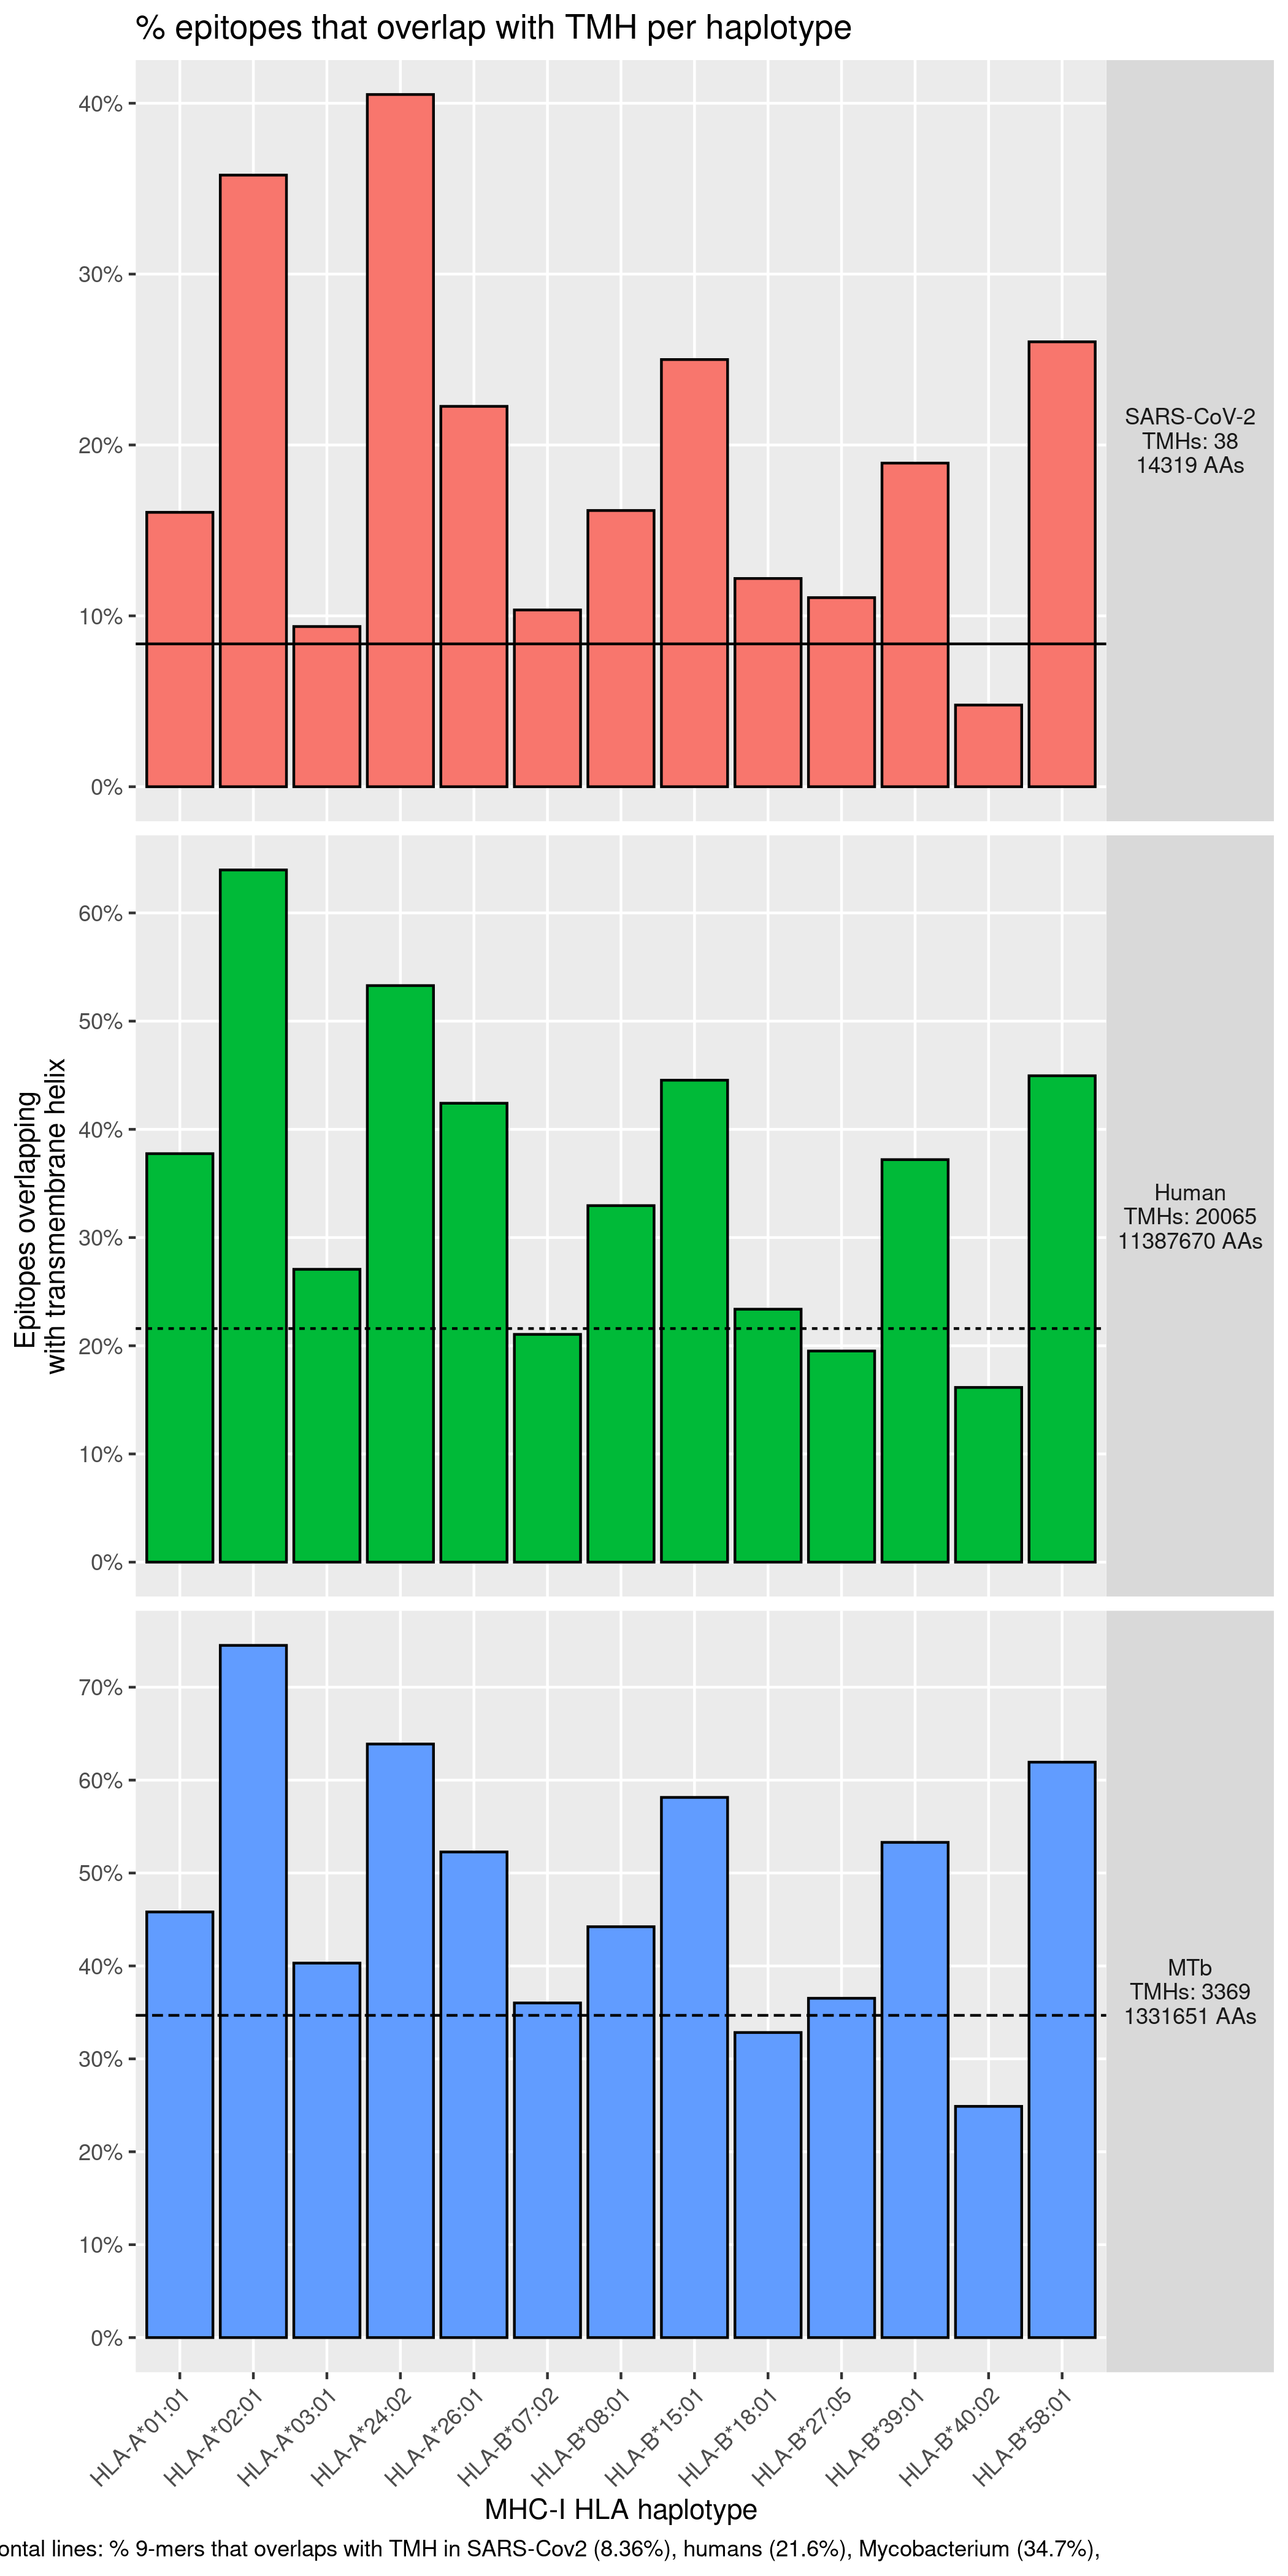 % epitopes that overlap with TMH per haplotype
40%
30%
20%
10%
0%
SARS-CoV-2
TMHs: 38
14319 AAs
60%
50%
40%
30%
20%
10%
0%
Human
TMHs: 20065
11387670 AAs
Epitopes overlapping
with transmembrane helix
70%
60%
50%
40%
30%
20%
10%
0%
MTb
TMHs: 3369
1331651 AAs
HLA-A*01:01
HLA-A*02:01
HLA-A*03:01
HLA-A*24:02
HLA-A*26:01
HLA-B*07:02
HLA-B*08:01
HLA-B*15:01
HLA-B*18:01
HLA-B*27:05
HLA-B*39:01
HLA-B*40:02
HLA-B*58:01
MHC-I HLA haplotype
ontal lines: % 9-mers that overlaps with TMH in SARS-Cov2 (8.36%), humans (21.6%), Mycobacterium (34.7%),